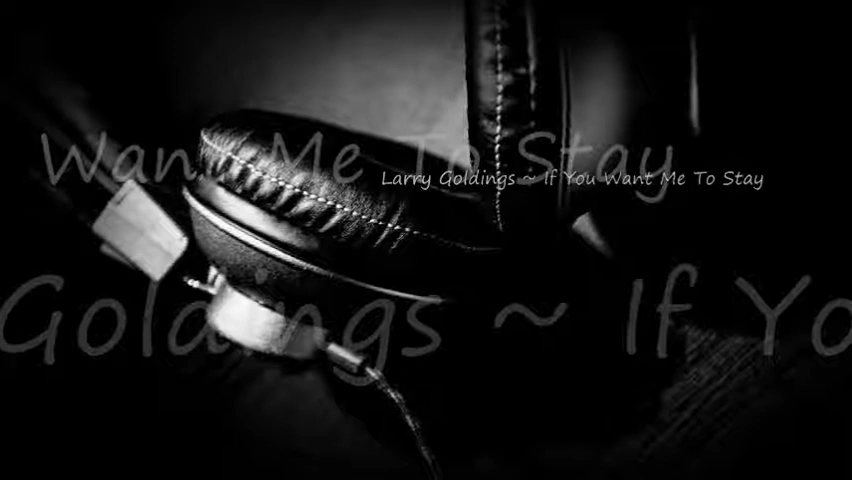 Want Me To Stay
Larry Goldings ~ If You Want Me To Stay
Goldings ~ If Yo